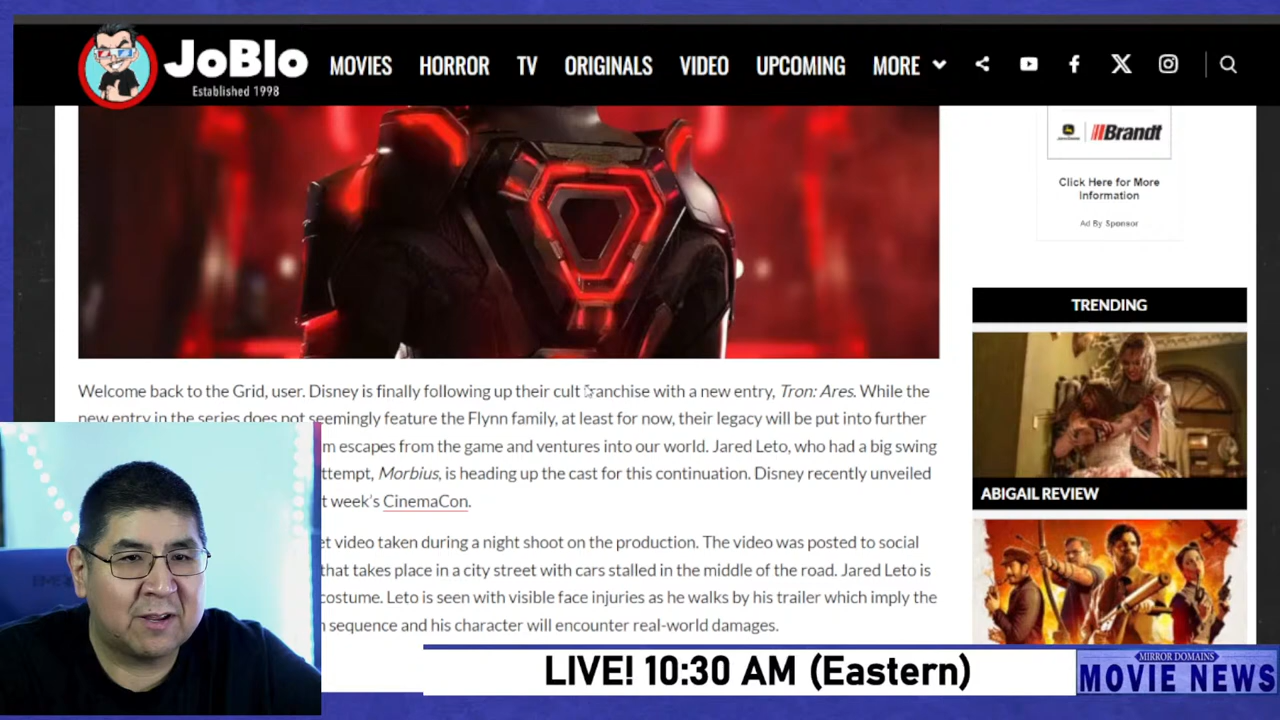 JoBlo
Established 1998
MOVIES HORROR TV ORIGINALS VIDEO UPCOMING MORE
Brandt
Click Here for More
Information
Ad By Sponsor
TRENDING
Welcome back to the Grid, user. Disney is finally following up their cult franchise with a new entry, Tron: Ares. While the
new entry in the series does not seemingly feature the Flynn family, at least for now, their legacy will be put into further
m escapes from the game and ventures into our world. Jared Leto, who had a big swing
ttempt, Morbius, is heading up the cast for this continuation. Disney recently unveiled
t week's CinemaCon.
ABIGAIL REVIEW
et video taken during a night shoot on the production. The video was posted to social
that takes place in a city street with cars stalled in the middle of the road. Jared Leto is
costume. Leto is seen with visible face injuries as he walks by his trailer which imply the
n sequence and his character will encounter real-world damages.
LIVE! 10:30 AM (Eastern)
MIRROR DOMAINS
MOVIE NEWS